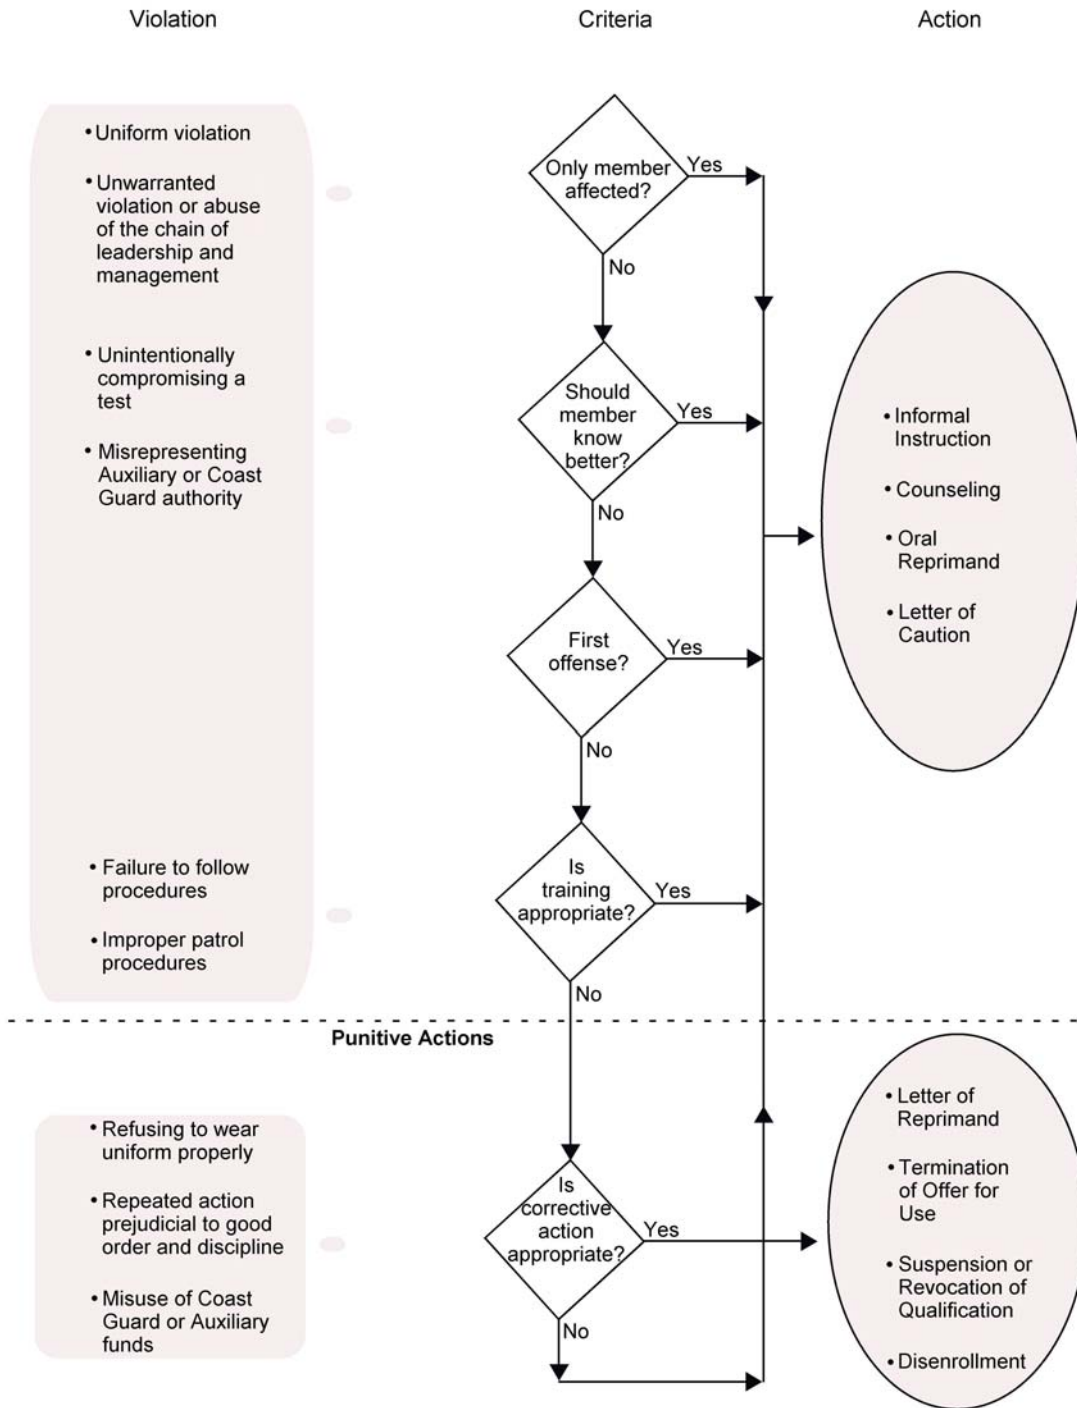 Violation
Criteria
Action
• Uniform violation
• Unwarranted
violation or abuse
of the chain of
leadership and
management
• Unintentionally
compromising a
test
• Misrepresenting
Auxiliary or Coast
Guard authority
• Failure to follow
procedures
• Improper patrol
procedures
Only member
affected?
Yes
No
Should
member
know
better?
Yes
No
First
offense?
Yes
No
Is
training
appropriate?
Yes
No
• Informal
Instruction
• Counseling
• Oral
Reprimand
• Letter of
Caution
Punitive Actions
• Refusing to wear
uniform properly
• Repeated action
prejudicial to good
order and discipline
• Misuse of Coast
Guard or Auxiliary
funds
Is
corrective
action
appropriate?
Yes
No
• Letter of
Reprimand
• Termination
of Offer for
Use
• Suspension or
Revocation of
Qualification
• Disenrollment